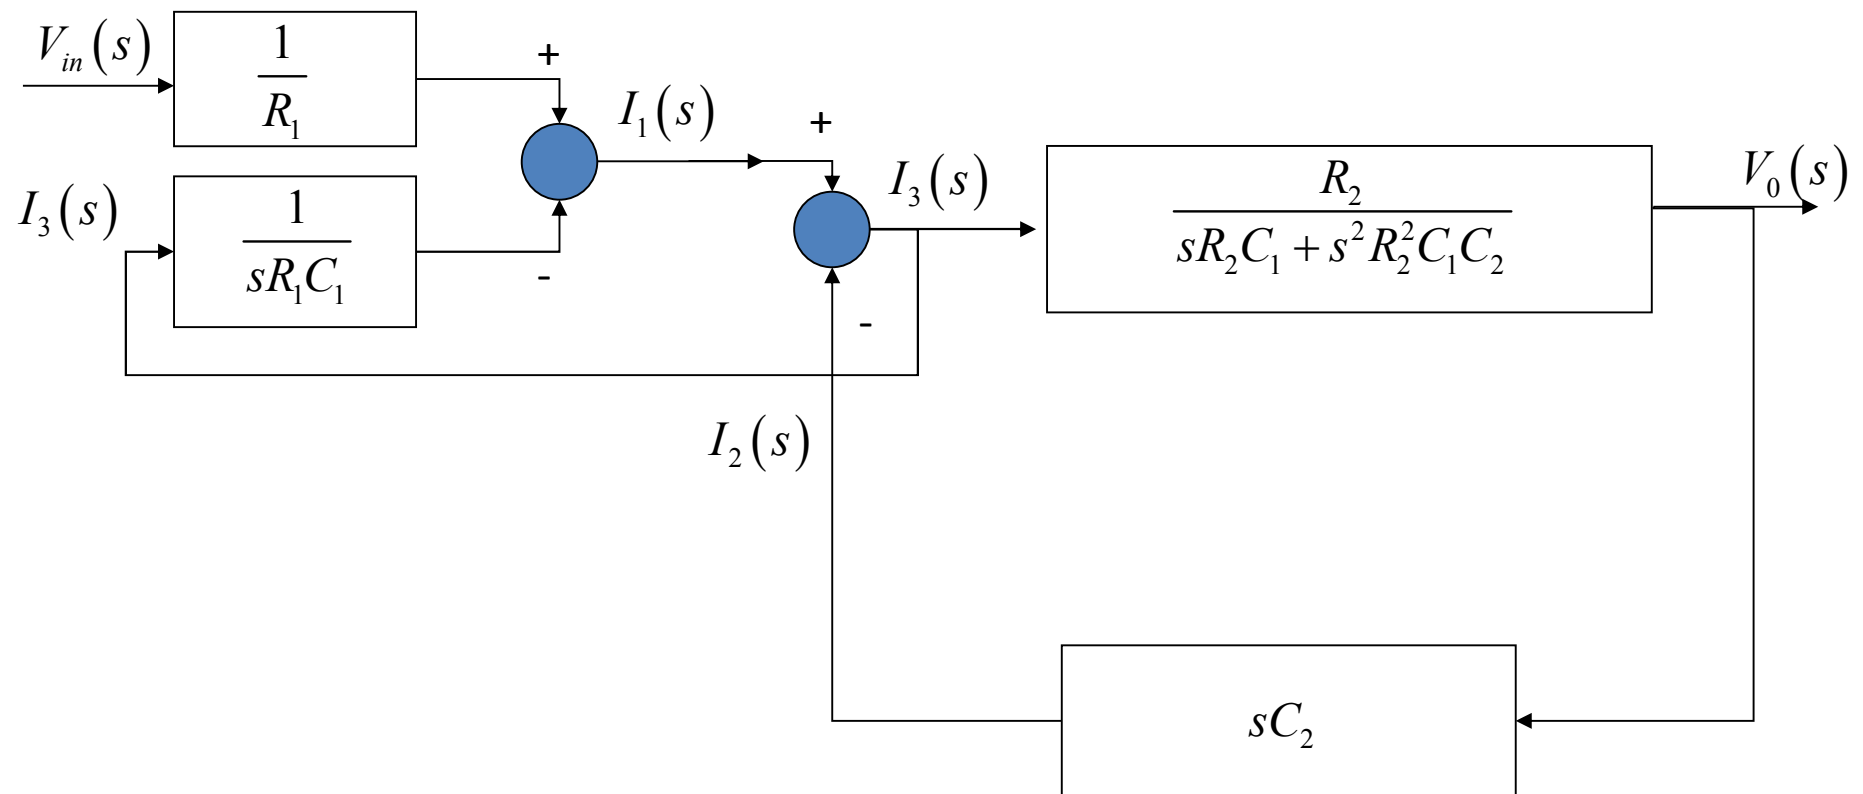 V_in(s)
1
R_1
+
I_1(s)
+
I_3(s)
R_2
sR_2C_1 + s^2R_2^2C_1C_2
V_0(s)
I_3(s)
1
sR_1C_1
-
-
I_2(s)
sC_2